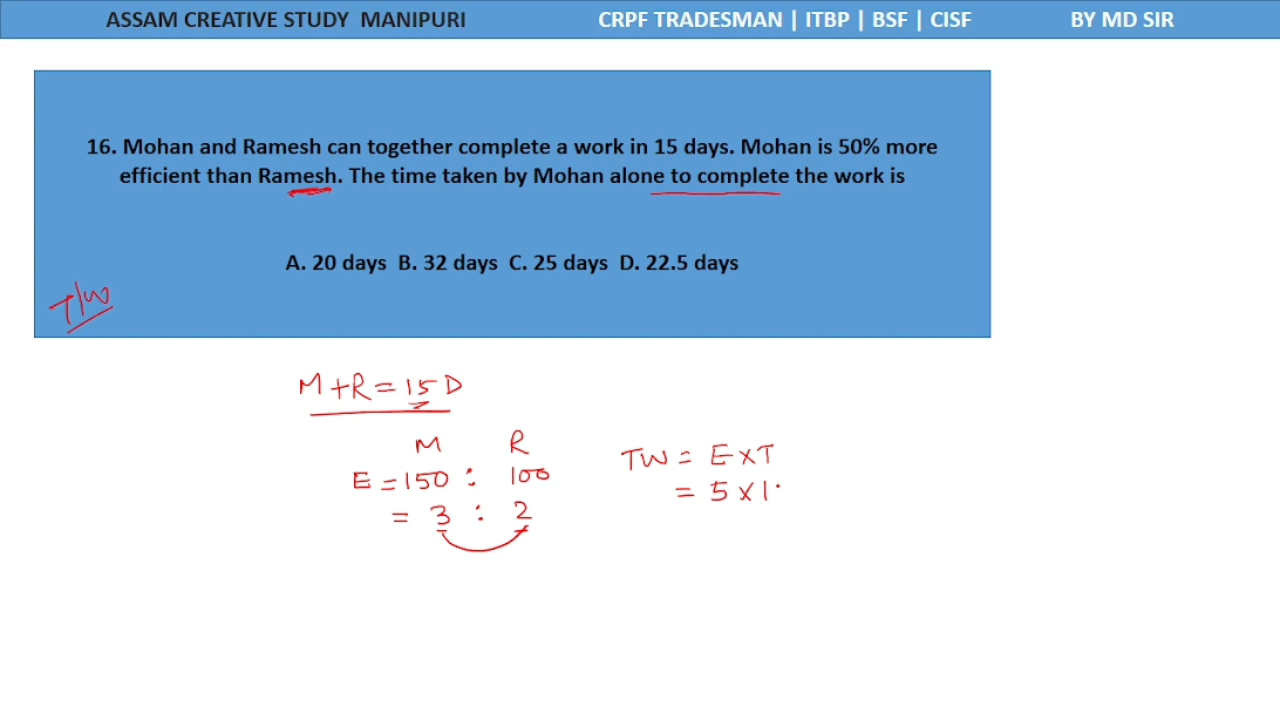 ASSAM CREATIVE STUDY MANIPURI CRPF TRADESMAN | ITBP | BSF | CISF BY MD SIR
16. Mohan and Ramesh can together complete a work in 15 days. Mohan is 50% more
efficient than Ramesh. The time taken by Mohan alone to complete the work is
A. 20 days B. 32 days C. 25 days D. 22.5 days
T/W
M+R=15D
M R
E=150 : 100
= 3 : 2
TW = E×T
= 5×1